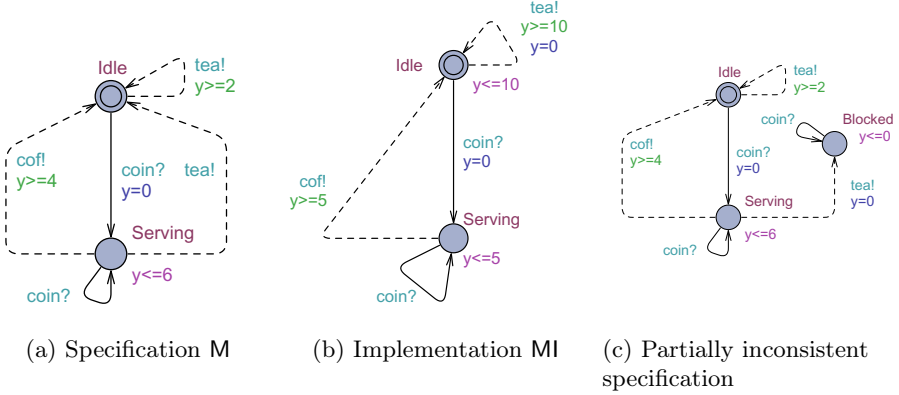 Idle
tea!
y>=2
cof!
y>=4
coin?
y=0
tea!
Serving
y<=6
coin?
(a) Specification M
tea!
y>=10
y=0
Idle
y<=10
coin?
y=0
cof!
y>=5
Serving
y<=5
coin?
(b) Implementation MI
Idle
tea!
y>=2
Blocked
y<=0
coin?
cof!
y>=4
coin?
y=0
tea!
y=0
Serving
y<=6
coin?
(c) Partially inconsistent
specification